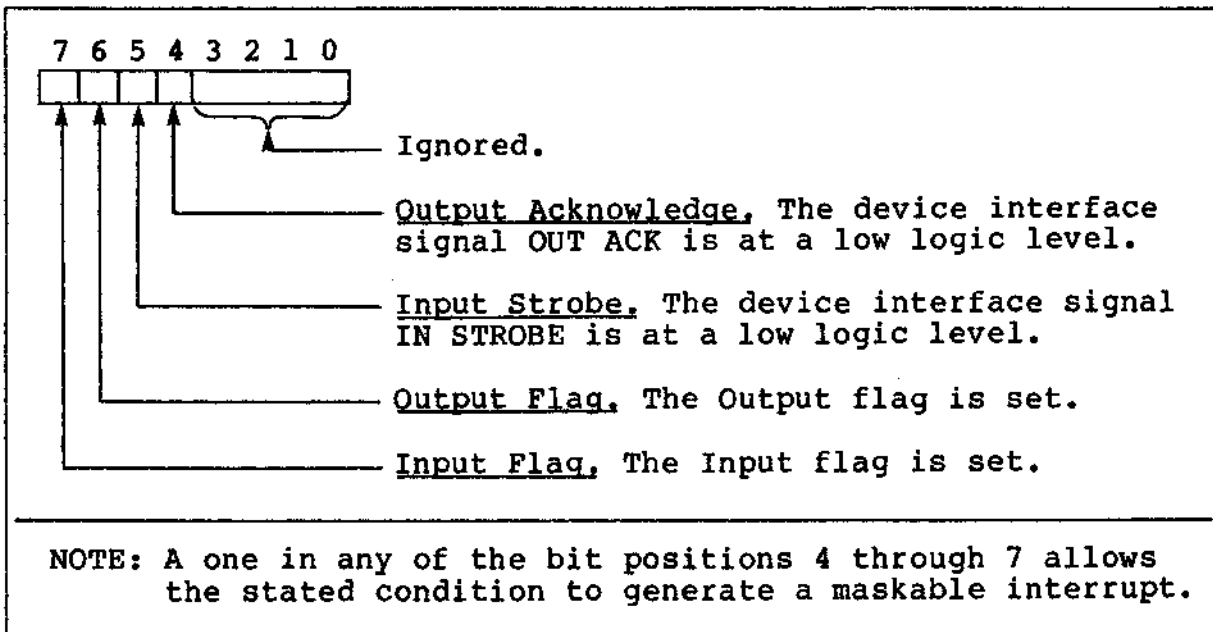 7 6 5 4 3 2 1 0
Ignored.
Output Acknowledge. The device interface
signal OUT ACK is at a low logic level.
Input Strobe. The device interface signal
IN STROBE is at a low logic level.
Output Flag. The Output flag is set.
Input Flag. The Input flag is set.
NOTE: A one in any of the bit positions 4 through 7 allows
the stated condition to generate a maskable interrupt.